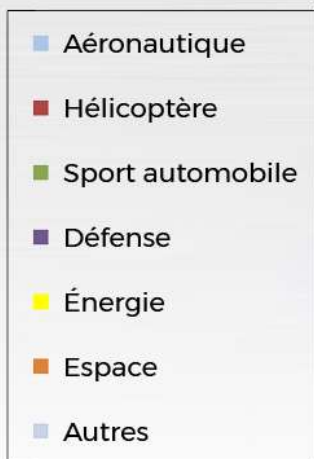 Aéronautique
Hélicoptère
Sport automobile
Défense
Énergie
Espace
Autres